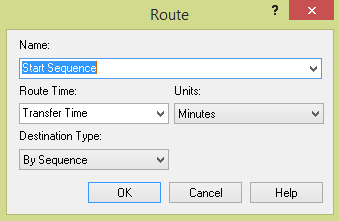 Route
?
Name:
Start Sequence
Route Time: Units:
Transfer Time Minutes
Destination Type:
By Sequence
OK Cancel Help